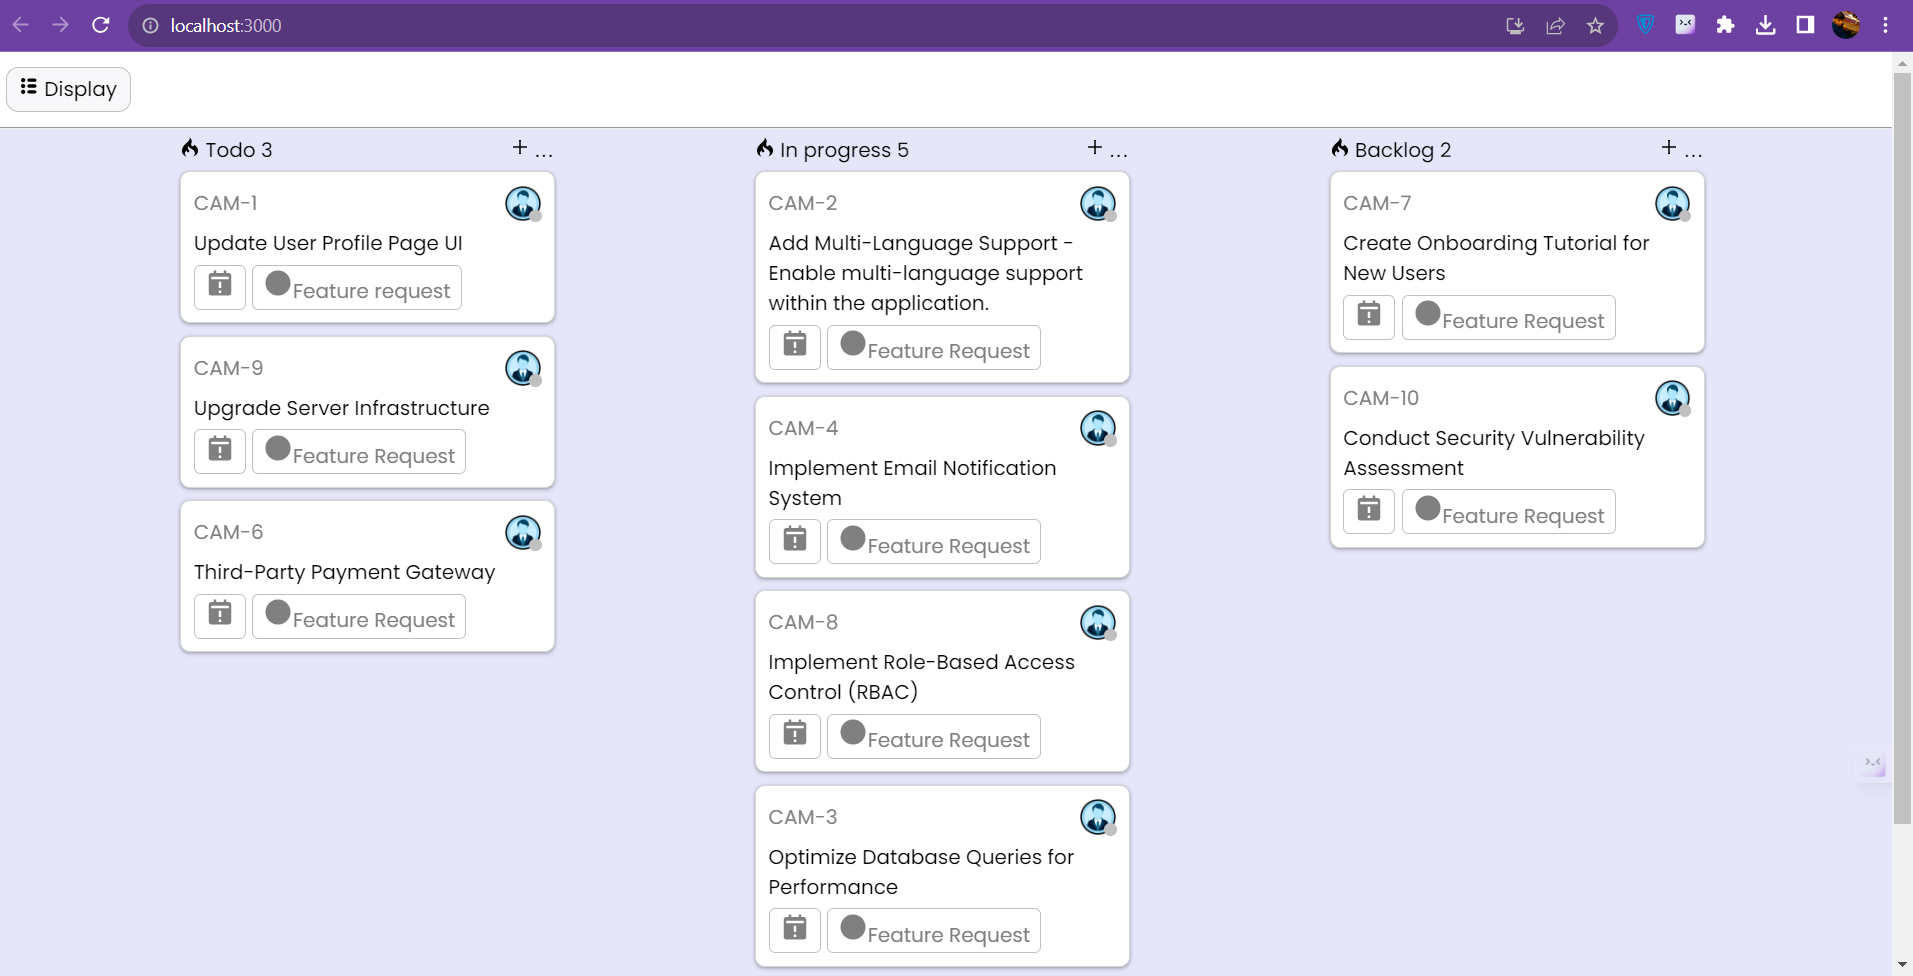 localhost:3000
Display
Todo 3
+ ...
CAM-1
Update User Profile Page UI
Feature request
CAM-9
Upgrade Server Infrastructure
Feature Request
CAM-6
Third-Party Payment Gateway
Feature Request
In progress 5
+ ...
CAM-2
Add Multi-Language Support -
Enable multi-language support
within the application.
Feature Request
CAM-4
Implement Email Notification
System
Feature Request
CAM-8
Implement Role-Based Access
Control (RBAC)
Feature Request
CAM-3
Optimize Database Queries for
Performance
Feature Request
Backlog 2
+ ...
CAM-7
Create Onboarding Tutorial for
New Users
Feature Request
CAM-10
Conduct Security Vulnerability
Assessment
Feature Request